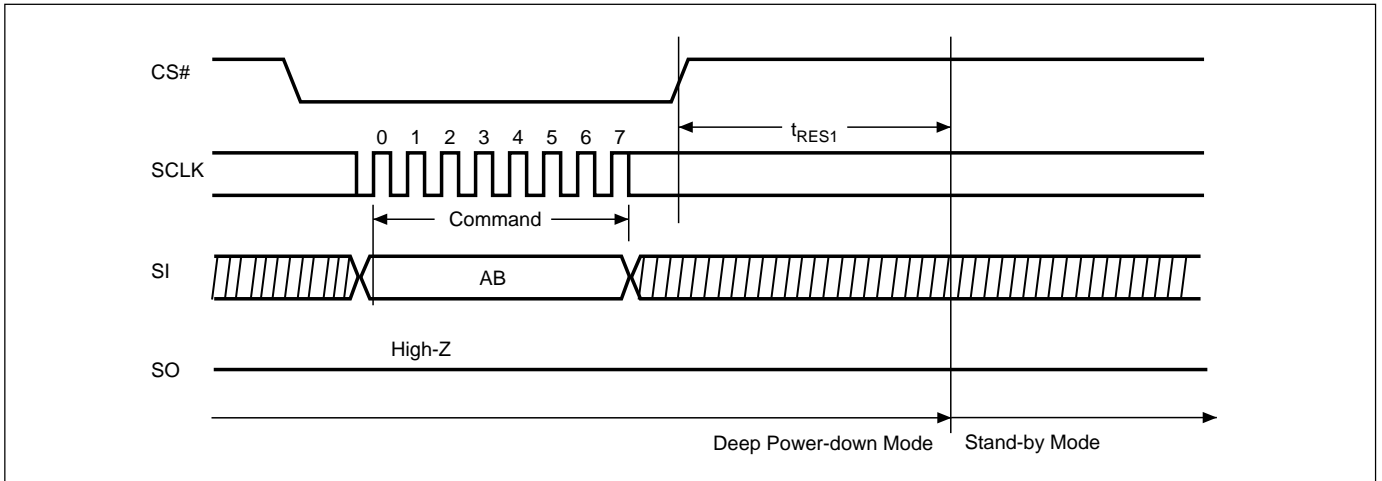 CS#
tRES1
0 1 2 3 4 5 6 7
SCLK
Command
SI
AB
High-Z
SO
Deep Power-down Mode
Stand-by Mode